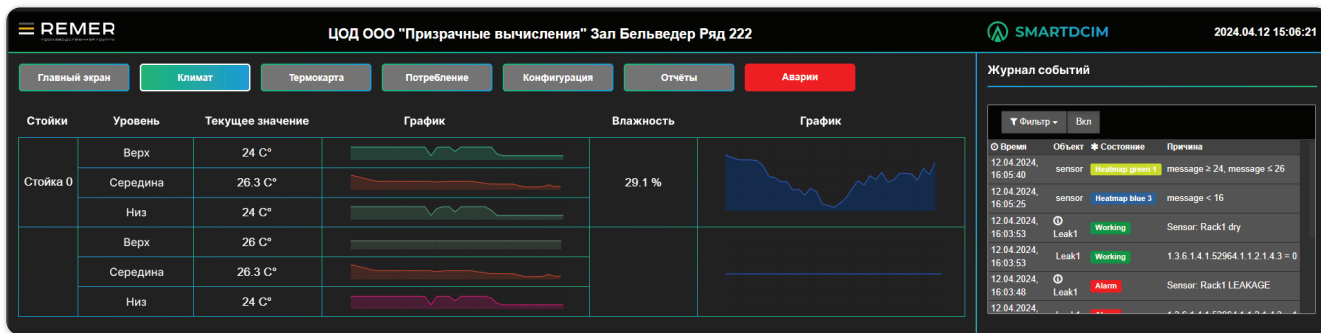 REMER
производственная группа
ЦОД ООО "Призрачные вычисления" Зал Бельведер Ряд 222
SMARTDCIM
2024.04.12 15:06:21
Главный экран Климат Термокарта Потребление Конфигурация Отчёты Аварии
Стойки Уровень Текущее значение График Влажность График
Стойка 0
Верх 24 C°
Середина 26.3 C°
Низ 24 C°
29.1 %
Верх 26 C°
Середина 26.3 C°
Низ 24 C°
Журнал событий
Фильтр Вкл
Время Объект Состояние Причина
12.04.2024, 16:05:40 sensor Heatmap green 1 message ≥ 24, message ≤ 26
12.04.2024, 16:05:25 sensor Heatmap blue 3 message < 16
12.04.2024, 16:03:53 Leak1 Working Sensor: Rack1 dry
12.04.2024, 16:03:53 Leak1 Working 1.3.6.1.4.1.52964.1.1.2.1.4.3 = 0
12.04.2024, 16:03:48 Leak1 Alarm Sensor: Rack1 LEAKAGE
12.04.2024,